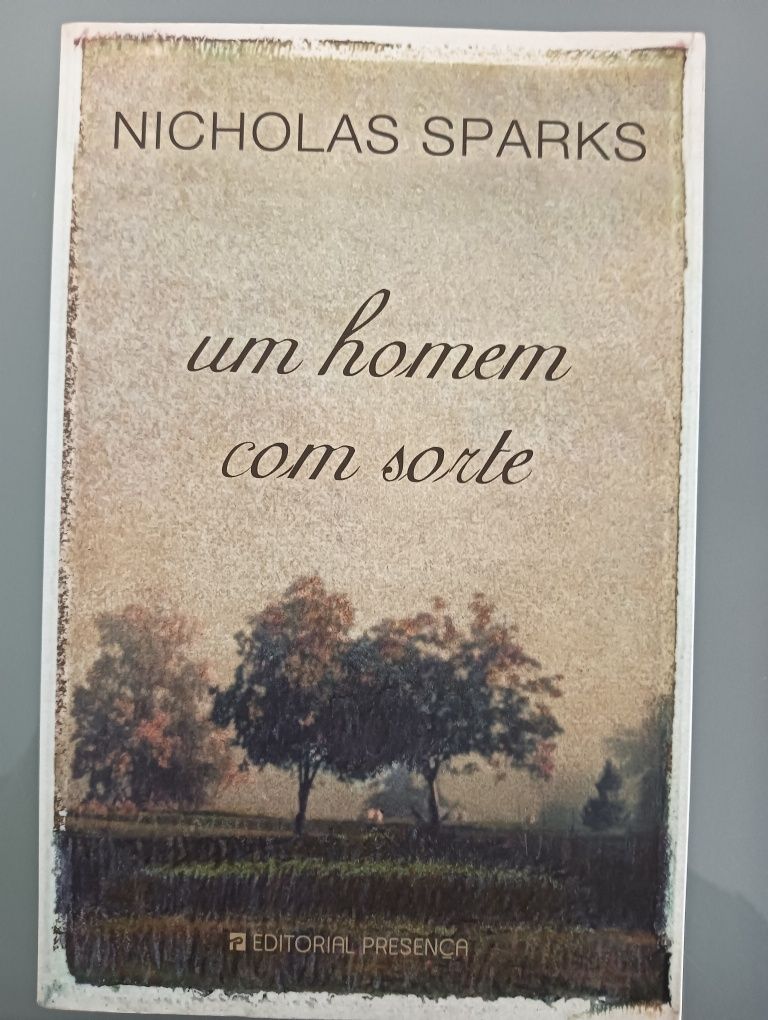 NICHOLAS SPARKS
um homem
com sorte
EDITORIAL PRESENÇA